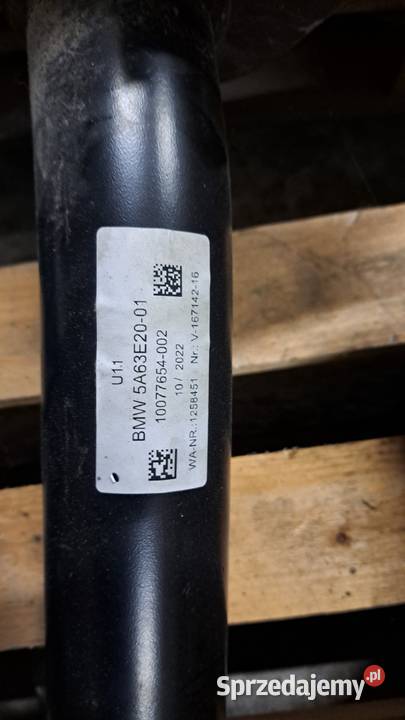 U11
BMW 5A63E20-01
10077654-002
10/ 2022
WA-NR.:1258451 Nr.: V-167142-16
Sprzedajemy.pl